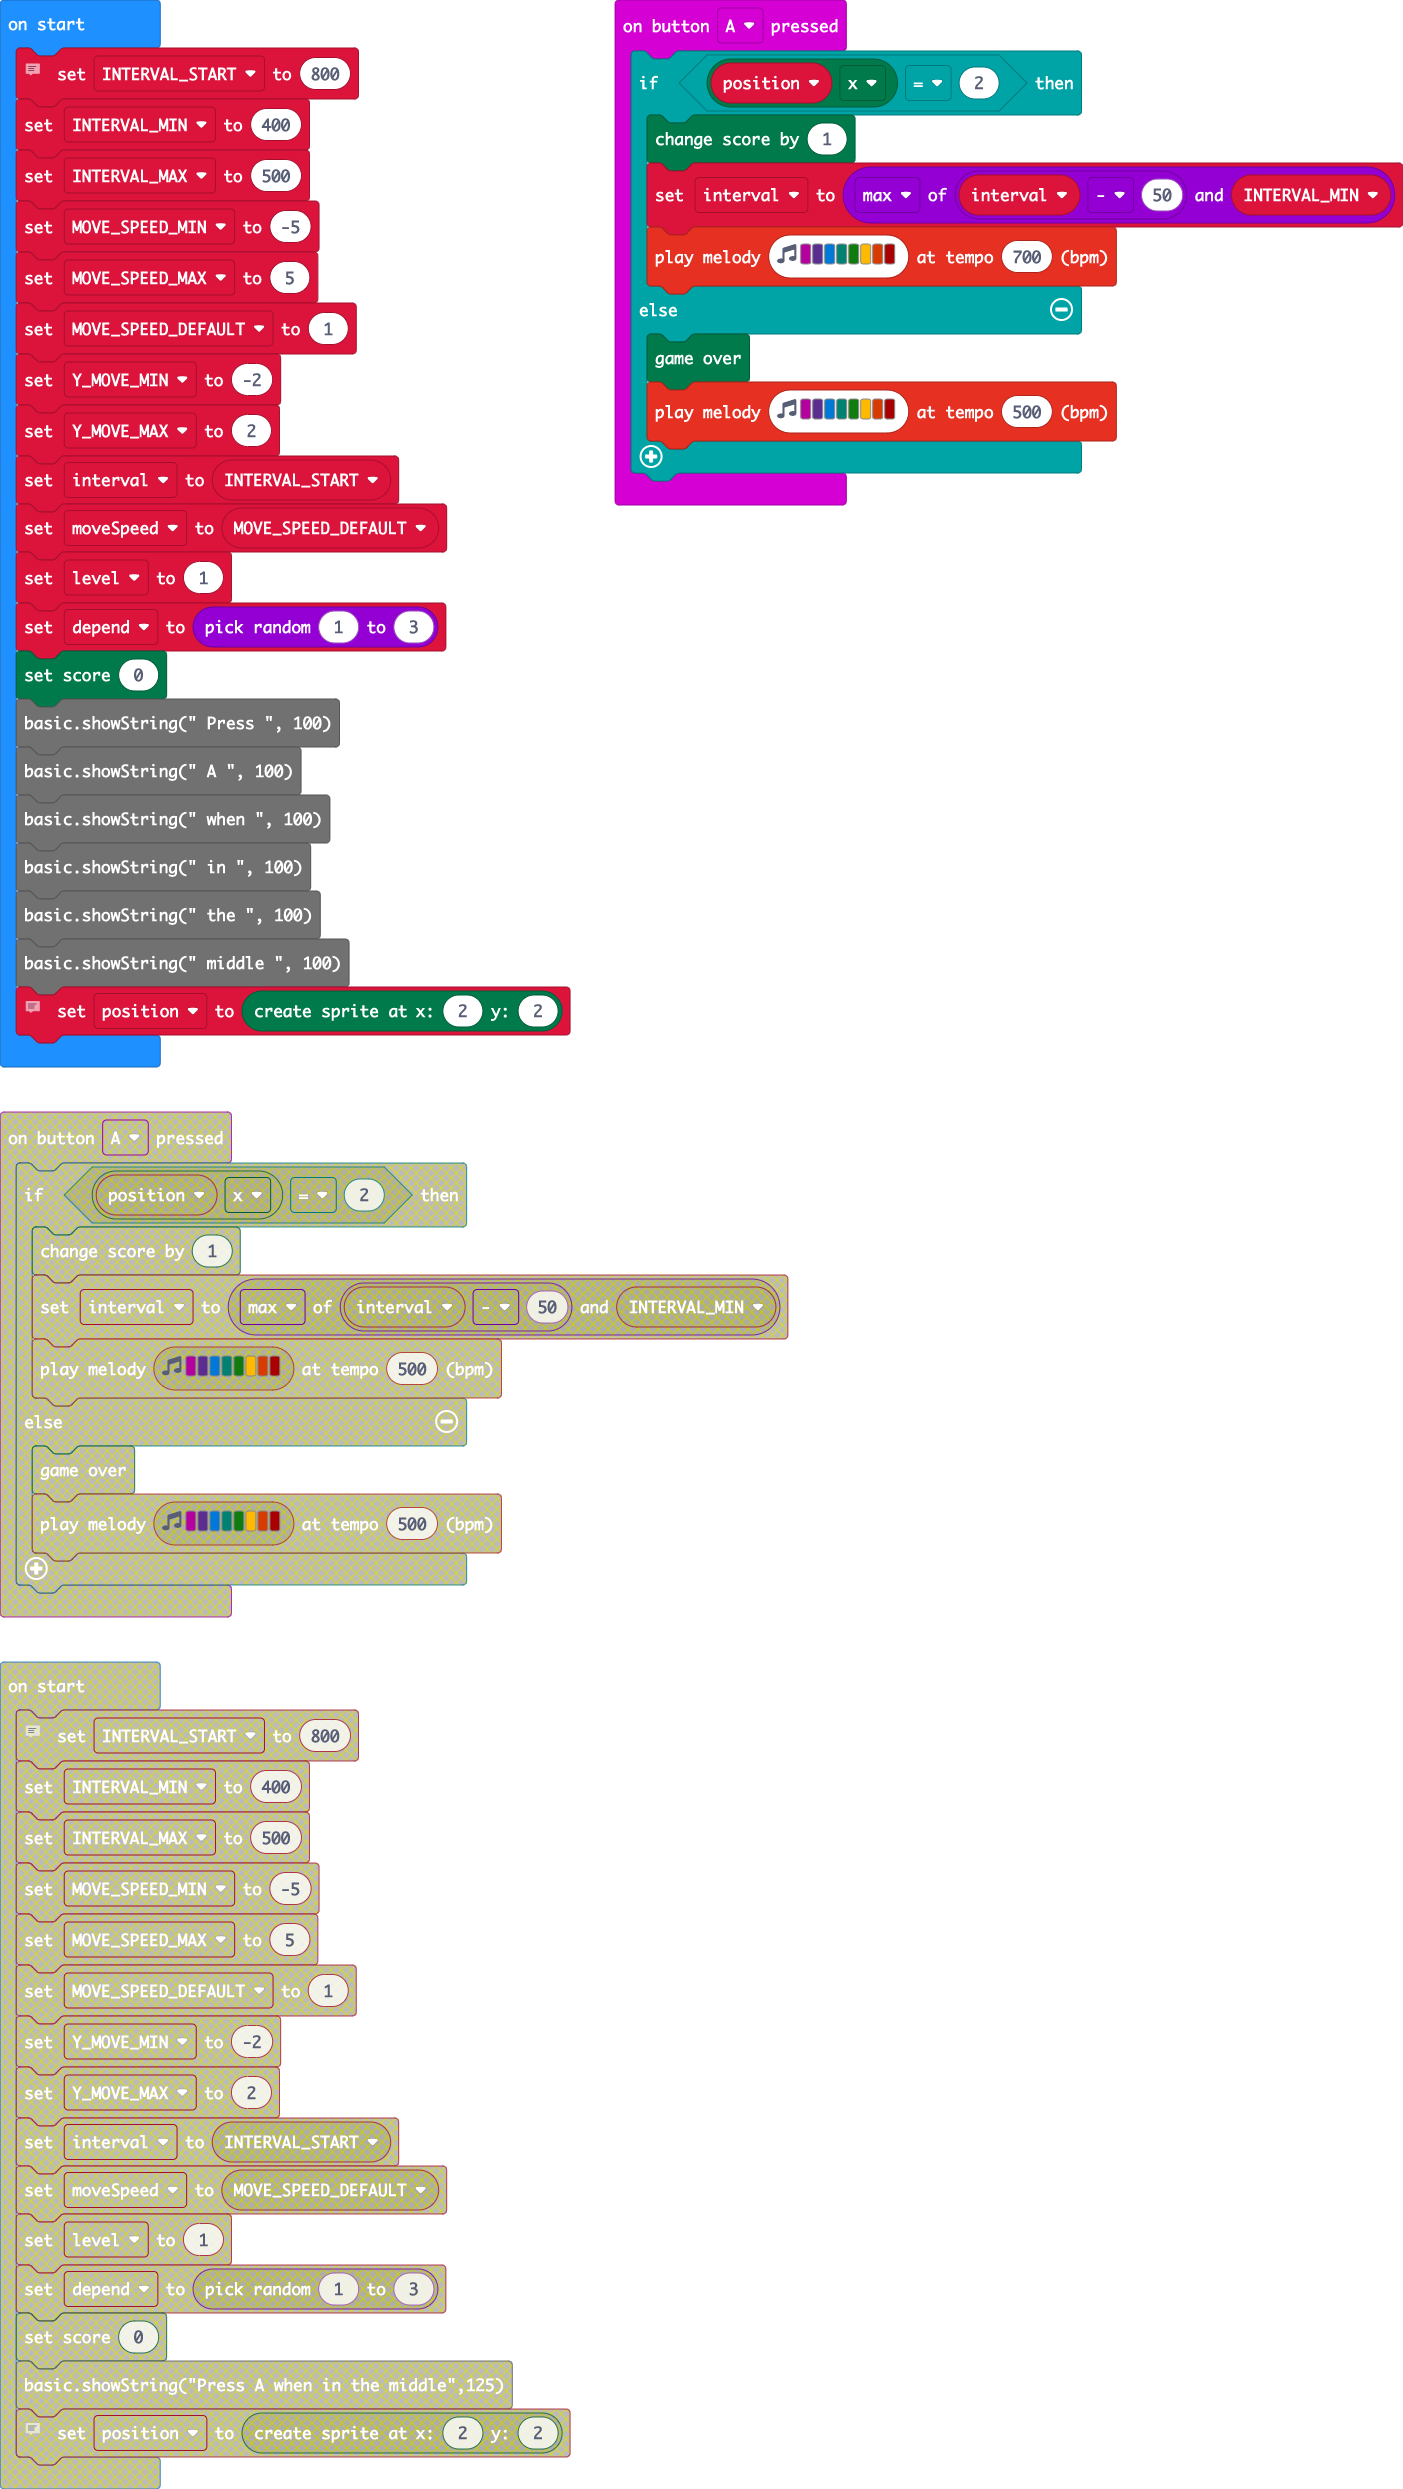 on start
set INTERVAL_START to 800
set INTERVAL_MIN to 400
set INTERVAL_MAX to 500
set MOVE_SPEED_MIN to -5
set MOVE_SPEED_MAX to 5
set MOVE_SPEED_DEFAULT to 1
set Y_MOVE_MIN to -2
set Y_MOVE_MAX to 2
set interval to INTERVAL_START
set moveSpeed to MOVE_SPEED_DEFAULT
set level to 1
set depend to pick random 1 to 3
set score 0
basic.showString(" Press ", 100)
basic.showString(" A ", 100)
basic.showString(" when ", 100)
basic.showString(" in ", 100)
basic.showString(" the ", 100)
basic.showString(" middle ", 100)
set position to create sprite at x: 2 y: 2
on button A pressed
if position x = 2 then
change score by 1
set interval to max of interval - 50 and INTERVAL_MIN
play melody at tempo 700 (bpm)
else
game over
play melody at tempo 500 (bpm)
on button A pressed
if position x = 2 then
change score by 1
set interval to max of interval - 50 and INTERVAL_MIN
play melody at tempo 500 (bpm)
else
game over
play melody at tempo 500 (bpm)
on start
set INTERVAL_START to 800
set INTERVAL_MIN to 400
set INTERVAL_MAX to 500
set MOVE_SPEED_MIN to -5
set MOVE_SPEED_MAX to 5
set MOVE_SPEED_DEFAULT to 1
set Y_MOVE_MIN to -2
set Y_MOVE_MAX to 2
set interval to INTERVAL_START
set moveSpeed to MOVE_SPEED_DEFAULT
set level to 1
set depend to pick random 1 to 3
set score 0
basic.showString("Press A when in the middle",125)
set position to create sprite at x: 2 y: 2